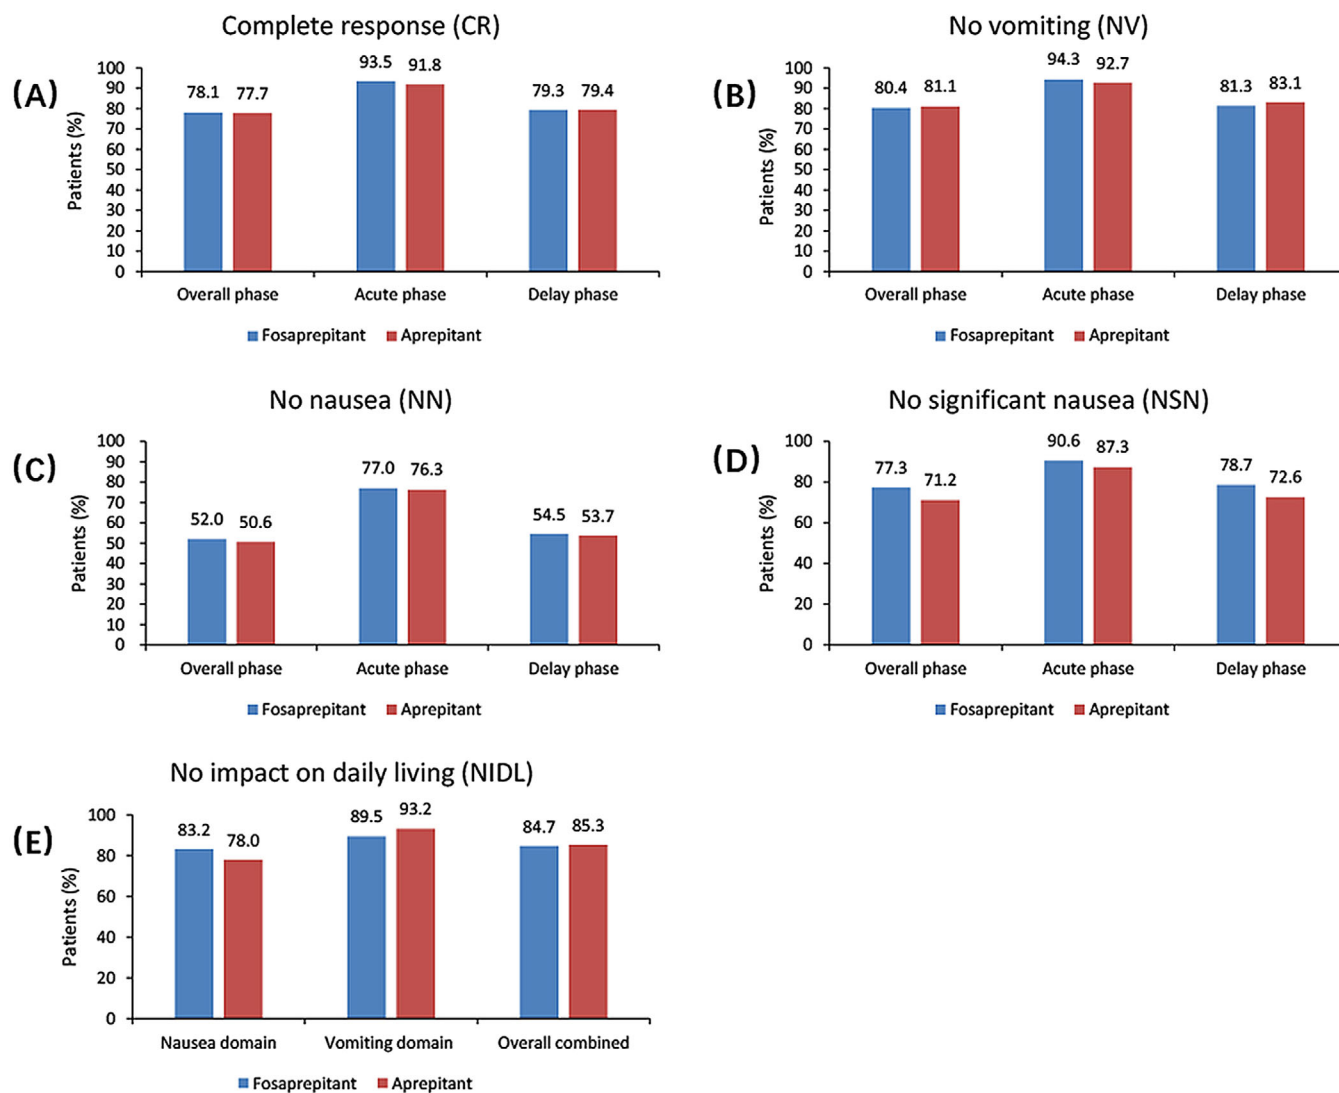 Complete response (CR)
(A)
Patients (%)
100
90
80
70
60
50
40
30
20
10
0
78.1 77.7 93.5 91.8 79.3 79.4
Overall phase Acute phase Delay phase
Fosaprepitant Aprepitant
No vomiting (NV)
(B)
Patients (%)
100
90
80
70
60
50
40
30
20
10
0
80.4 81.1 94.3 92.7 81.3 83.1
Overall phase Acute phase Delay phase
Fosaprepitant Aprepitant
No nausea (NN)
(C)
Patients (%)
100
90
80
70
60
50
40
30
20
10
0
52.0 50.6 77.0 76.3 54.5 53.7
Overall phase Acute phase Delay phase
Fosaprepitant Aprepitant
No significant nausea (NSN)
(D)
Patients (%)
100
80
60
40
20
0
77.3 71.2 90.6 87.3 78.7 72.6
Overall phase Acute phase Delay phase
Fosaprepitant Aprepitant
No impact on daily living (NIDL)
(E)
Patients (%)
100
80
60
40
20
0
83.2 78.0 89.5 93.2 84.7 85.3
Nausea domain Vomiting domain Overall combined
Fosaprepitant Aprepitant